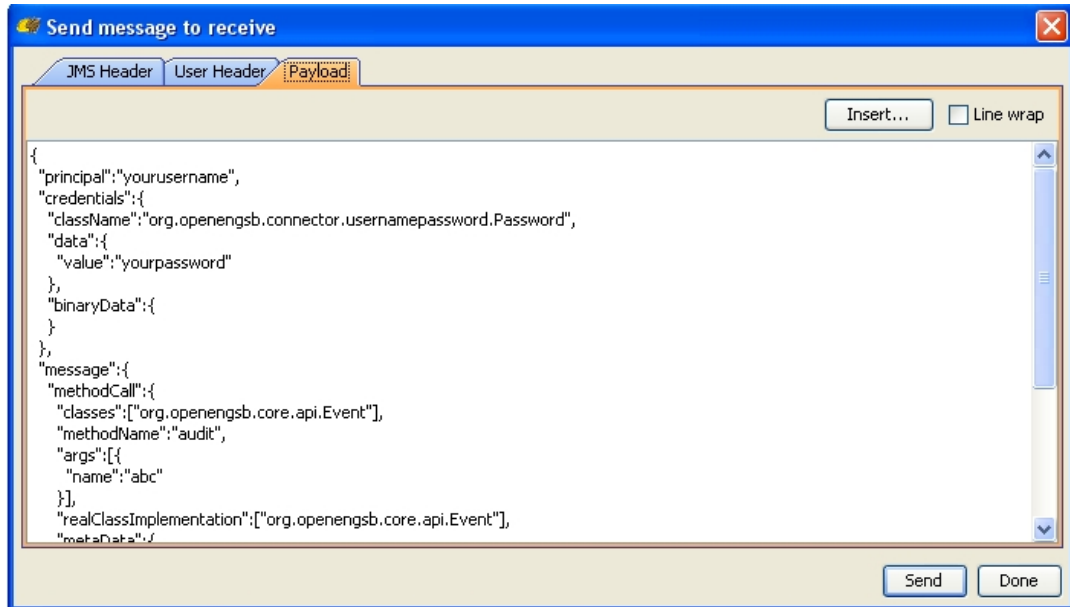 Send message to receive
JMS Header User Header Payload
Insert... Line wrap
{
"principal":"yourusername",
"credentials":{
"className":"org.openengsb.connector.usernamepassword.Password",
"data":{
"value":"yourpassword"
},
"binaryData":{
}
},
"message":{
"methodCall":{
"classes":["org.openengsb.core.api.Event"],
"methodName":"audit",
"args":[{
"name":"abc"
}],
"realClassImplementation":["org.openengsb.core.api.Event"],
"metaData":{
Send Done